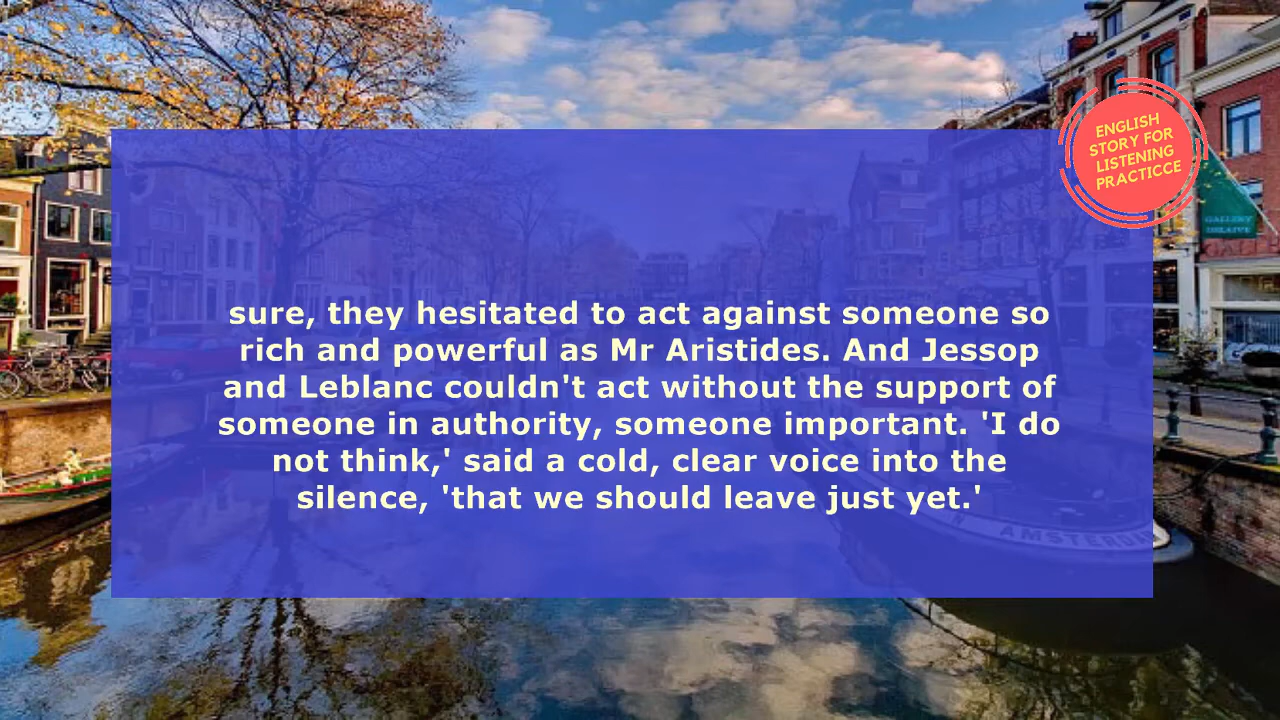 ENGLISH
STORY FOR
LISTENING
PRACTICCE
sure, they hesitated to act against someone so
rich and powerful as Mr Aristides. And Jessop
and Leblanc couldn't act without the support of
someone in authority, someone important. 'I do
not think,' said a cold, clear voice into the
silence, 'that we should leave just yet.'
GALLERY